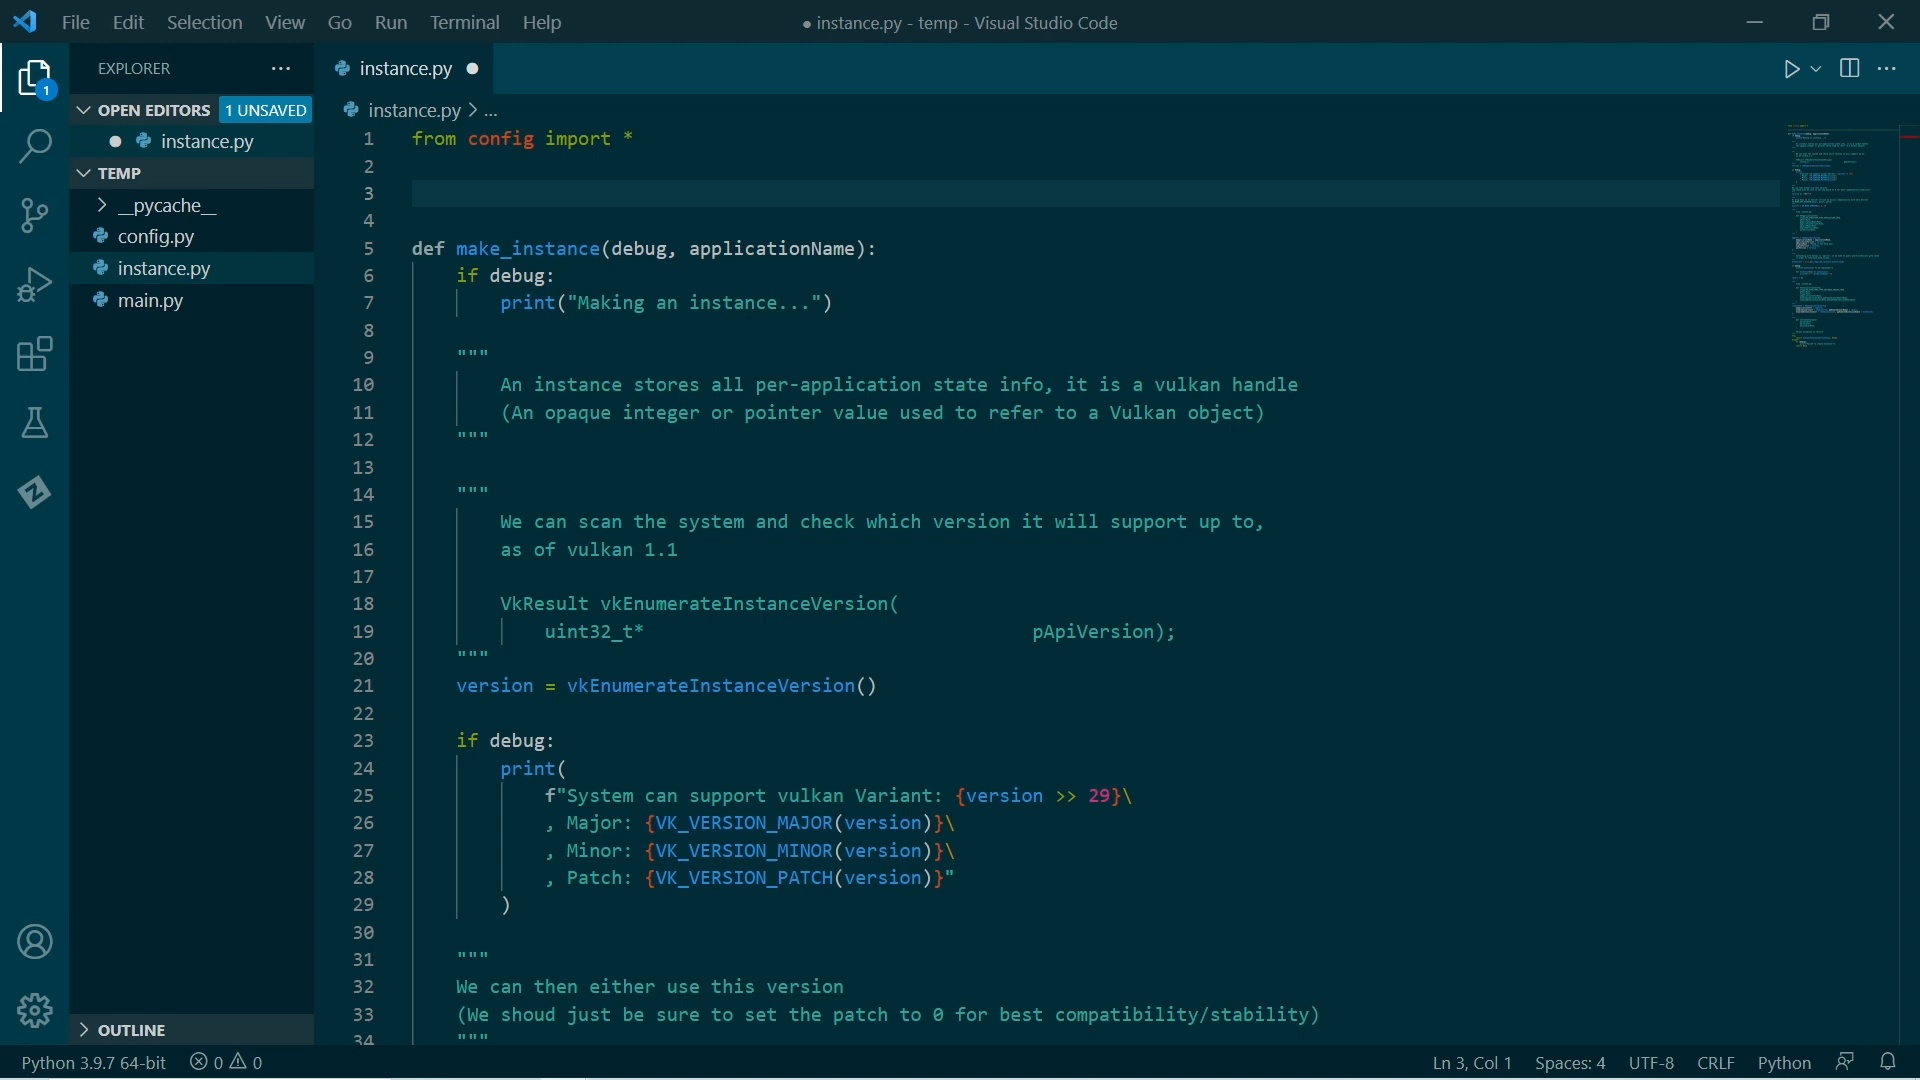 File Edit Selection View Go Run Terminal Help
● instance.py - temp - Visual Studio Code
EXPLORER
1
OPEN EDITORS 1 UNSAVED
instance.py
TEMP
__pycache__
config.py
instance.py
main.py
OUTLINE
instance.py
instance.py > ...
1 from config import *
2
3
4
5 def make_instance(debug, applicationName):
6 if debug:
7 print("Making an instance...")
8
9 """
10 An instance stores all per-application state info, it is a vulkan handle
11 (An opaque integer or pointer value used to refer to a Vulkan object)
12 """
13
14 """
15 We can scan the system and check which version it will support up to,
16 as of vulkan 1.1
17
18 VkResult vkEnumerateInstanceVersion(
19 uint32_t* pApiVersion);
20 """
21 version = vkEnumerateInstanceVersion()
22
23 if debug:
24 print(
25 f"System can support vulkan Variant: {version >> 29}\
26 , Major: {VK_VERSION_MAJOR(version)}\
27 , Minor: {VK_VERSION_MINOR(version)}\
28 , Patch: {VK_VERSION_PATCH(version)}"
29 )
30
31 """
32 We can then either use this version
33 (We shoud just be sure to set the patch to 0 for best compatibility/stability)
34 """
Python 3.9.7 64-bit 0 0 Ln 3, Col 1 Spaces: 4 UTF-8 CRLF Python